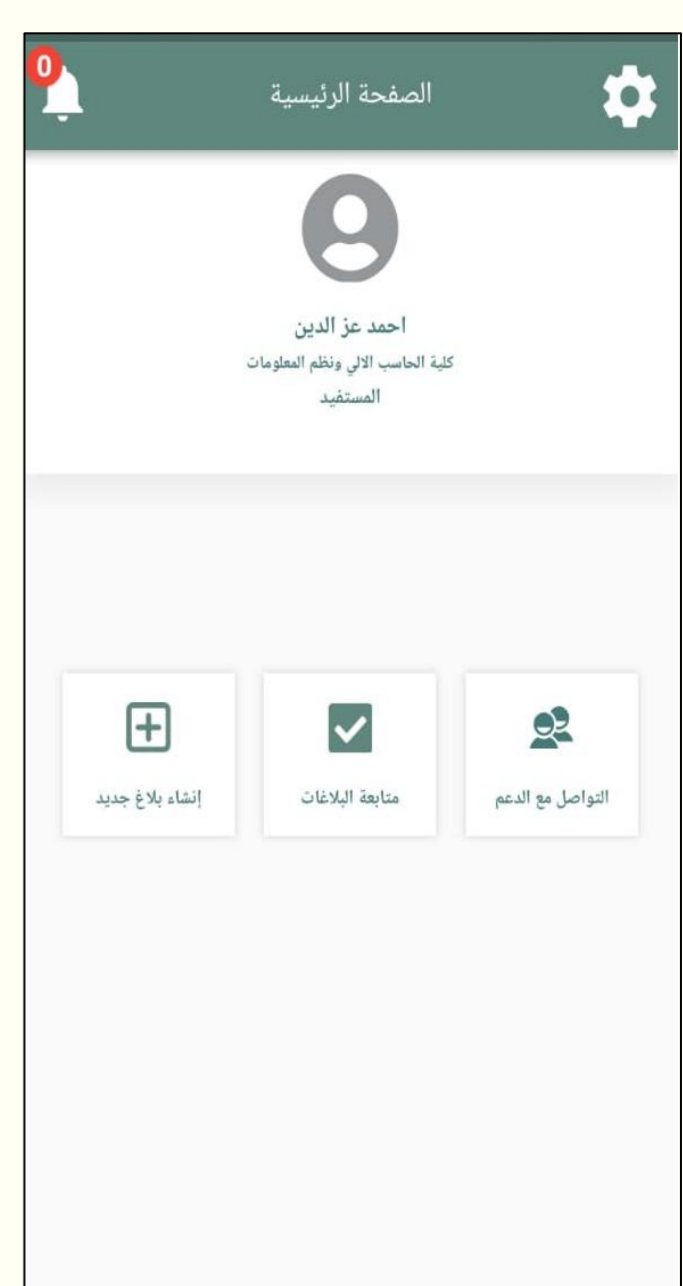 الصفحة الرئيسية
0
احمد عز الدين
كلية الحاسب الالي ونظم المعلومات
المستفيد
التواصل مع الدعم
متابعة البلاغات
إنشاء بلاغ جديد